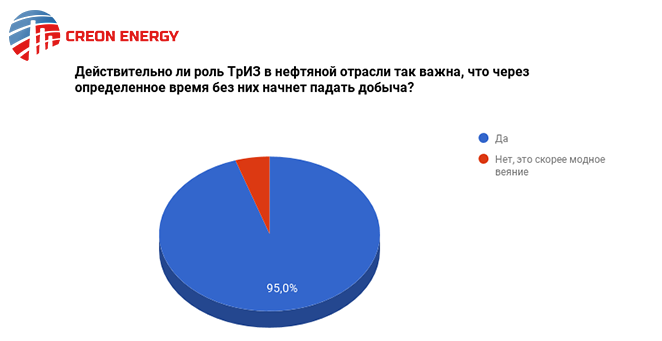 CREON ENERGY
Действительно ли роль ТрИЗ в нефтяной отрасли так важна, что через
определенное время без них начнет падать добыча?
Да
Нет, это скорее модное
веяние
95,0%